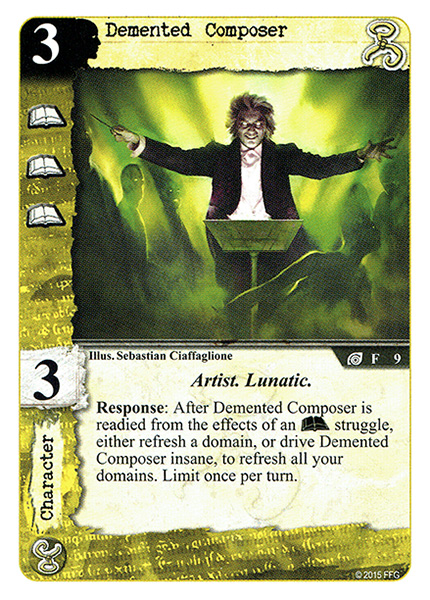 3
Demented Composer
Illus. Sebastian Ciaffaglione
F 9
3
Artist. Lunatic.
Response: After Demented Composer is
readied from the effects of an struggle,
either refresh a domain, or drive Demented
Composer insane, to refresh all your
domains. Limit once per turn.
Character
© 2015 FFG